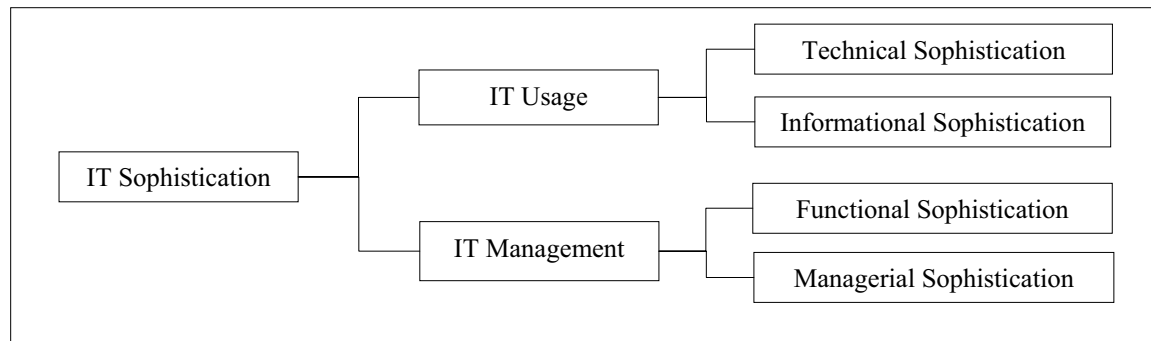 Technical Sophistication
IT Usage
Informational Sophistication
IT Sophistication
Functional Sophistication
IT Management
Managerial Sophistication